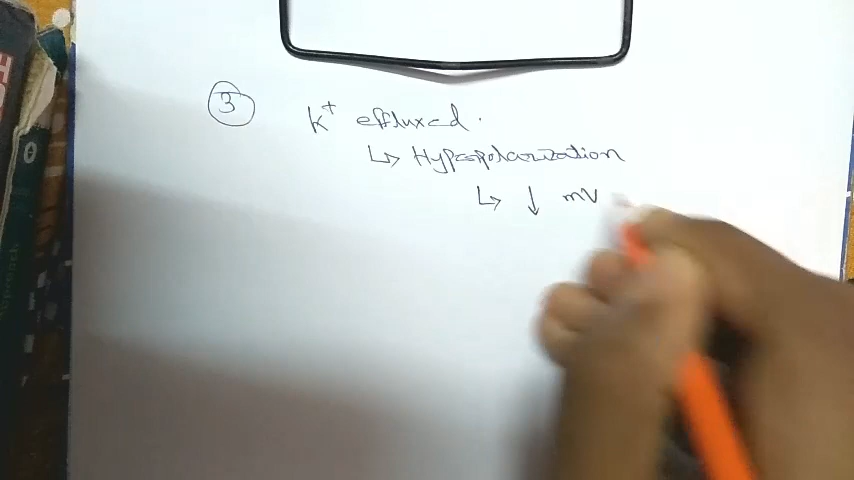 3
K+ effluxed.
↳ Hyperpolarization
↳ ↓ mV